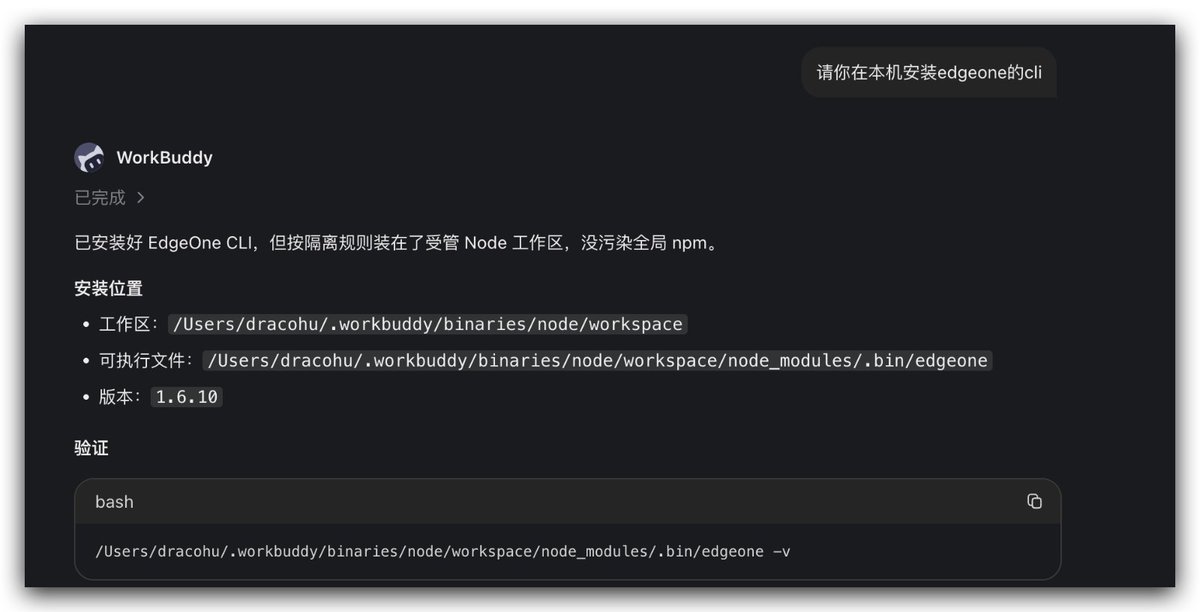 请你在本机安装edgeone的cli
WorkBuddy
已完成 >
已安装好 EdgeOne CLI，但按隔离规则装在了受管 Node 工作区，没污染全局 npm。
安装位置
• 工作区：/Users/dracohu/.workbuddy/binaries/node/workspace
• 可执行文件：/Users/dracohu/.workbuddy/binaries/node/workspace/node_modules/.bin/edgeone
• 版本：1.6.10
验证
bash
/Users/dracohu/.workbuddy/binaries/node/workspace/node_modules/.bin/edgeone -v